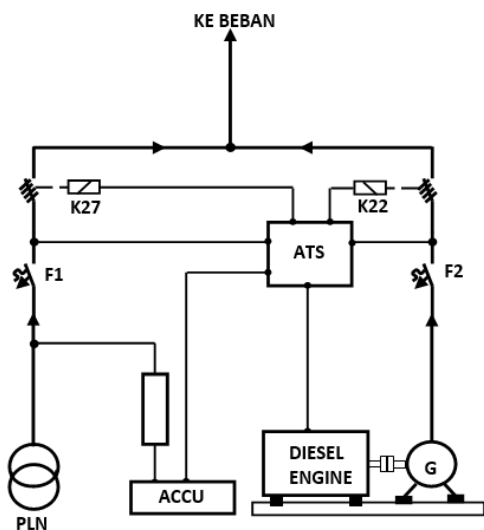 KE BEBAN
K27
K22
ATS
F1
F2
DIESEL
ENGINE
G
ACCU
PLN